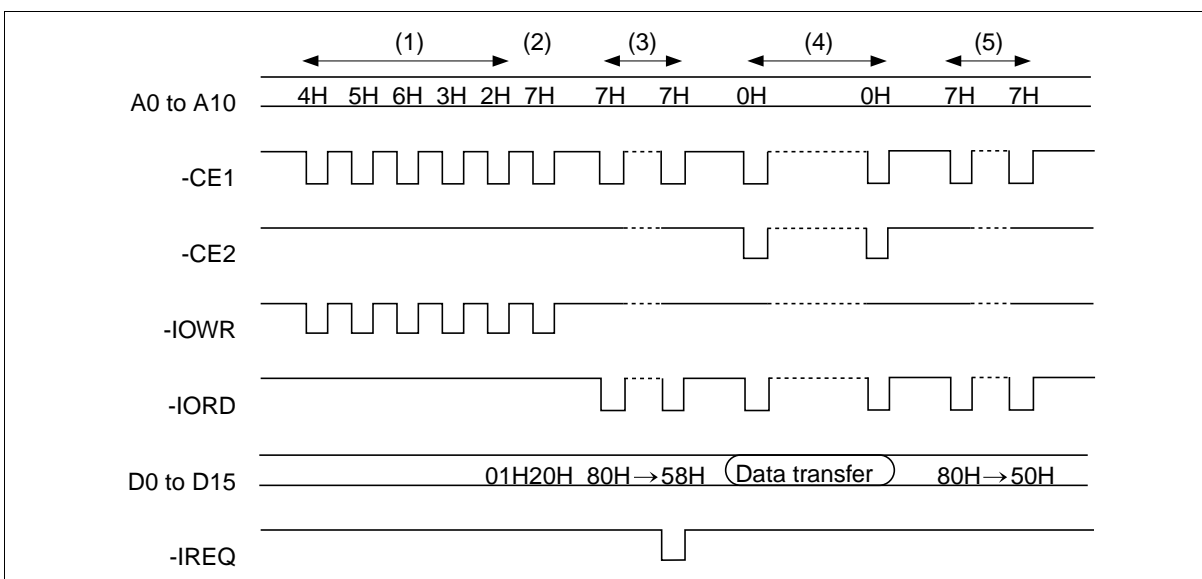 (1) (2) (3) (4) (5)
A0 to A10 4H 5H 6H 3H 2H 7H 7H 7H 0H 0H 7H 7H
-CE1
-CE2
-IOWR
-IORD
D0 to D15 01H20H 80H→58H Data transfer 80H→50H
-IREQ